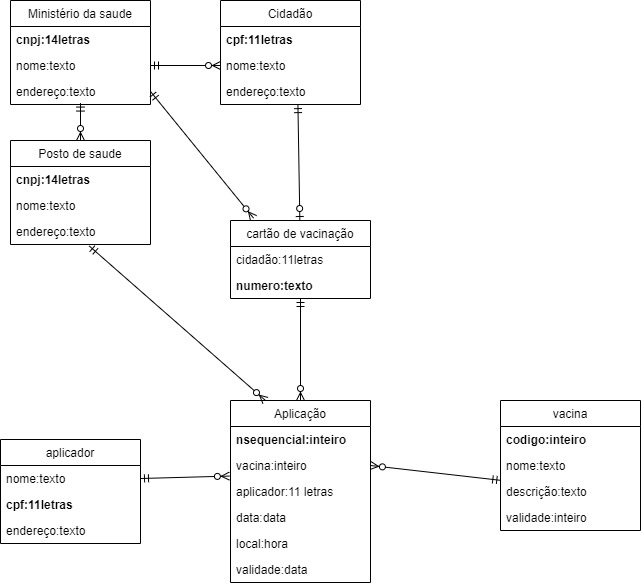 Ministério da saude
cnpj:14letras
nome:texto
endereço:texto
Cidadão
cpf:11letras
nome:texto
endereço:texto
Posto de saude
cnpj:14letras
nome:texto
endereço:texto
cartão de vacinação
cidadão:11letras
numero:texto
Aplicação
nsequencial:inteiro
vacina:inteiro
aplicador:11 letras
data:data
local:hora
validade:data
aplicador
nome:texto
cpf:11letras
endereço:texto
vacina
codigo:inteiro
nome:texto
descrição:texto
validade:inteiro